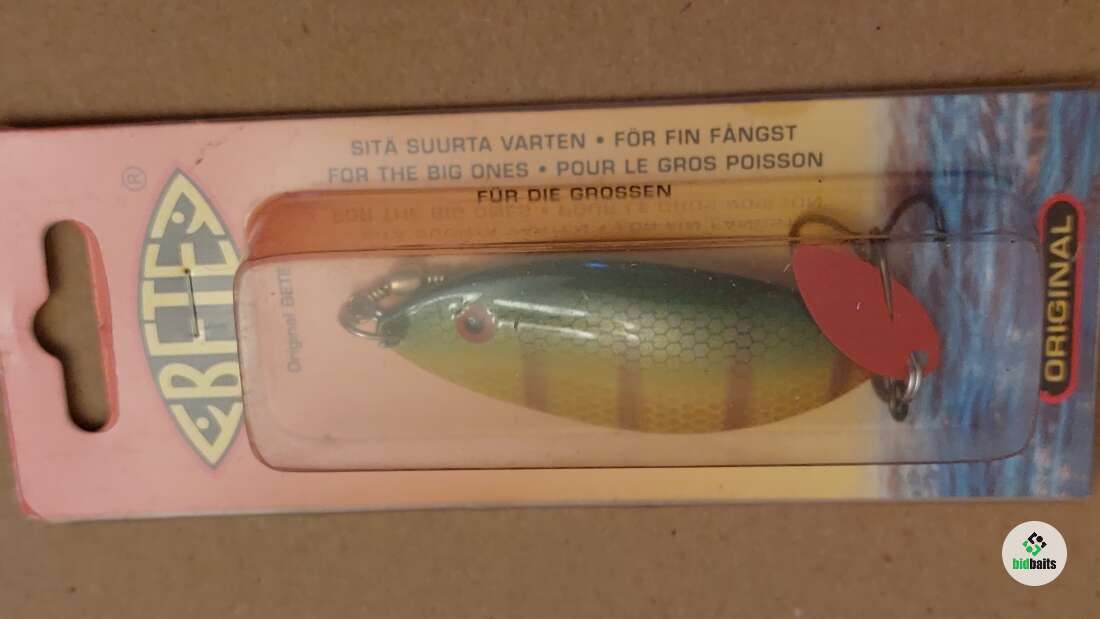 SITÄ SUURTA VARTEN • FÖR FIN FÅNGST
FOR THE BIG ONES • POUR LE GROS POISSON
FÜR DIE GROSSEN
BETE
®
Original BETE
ORIGINAL
bidbaits